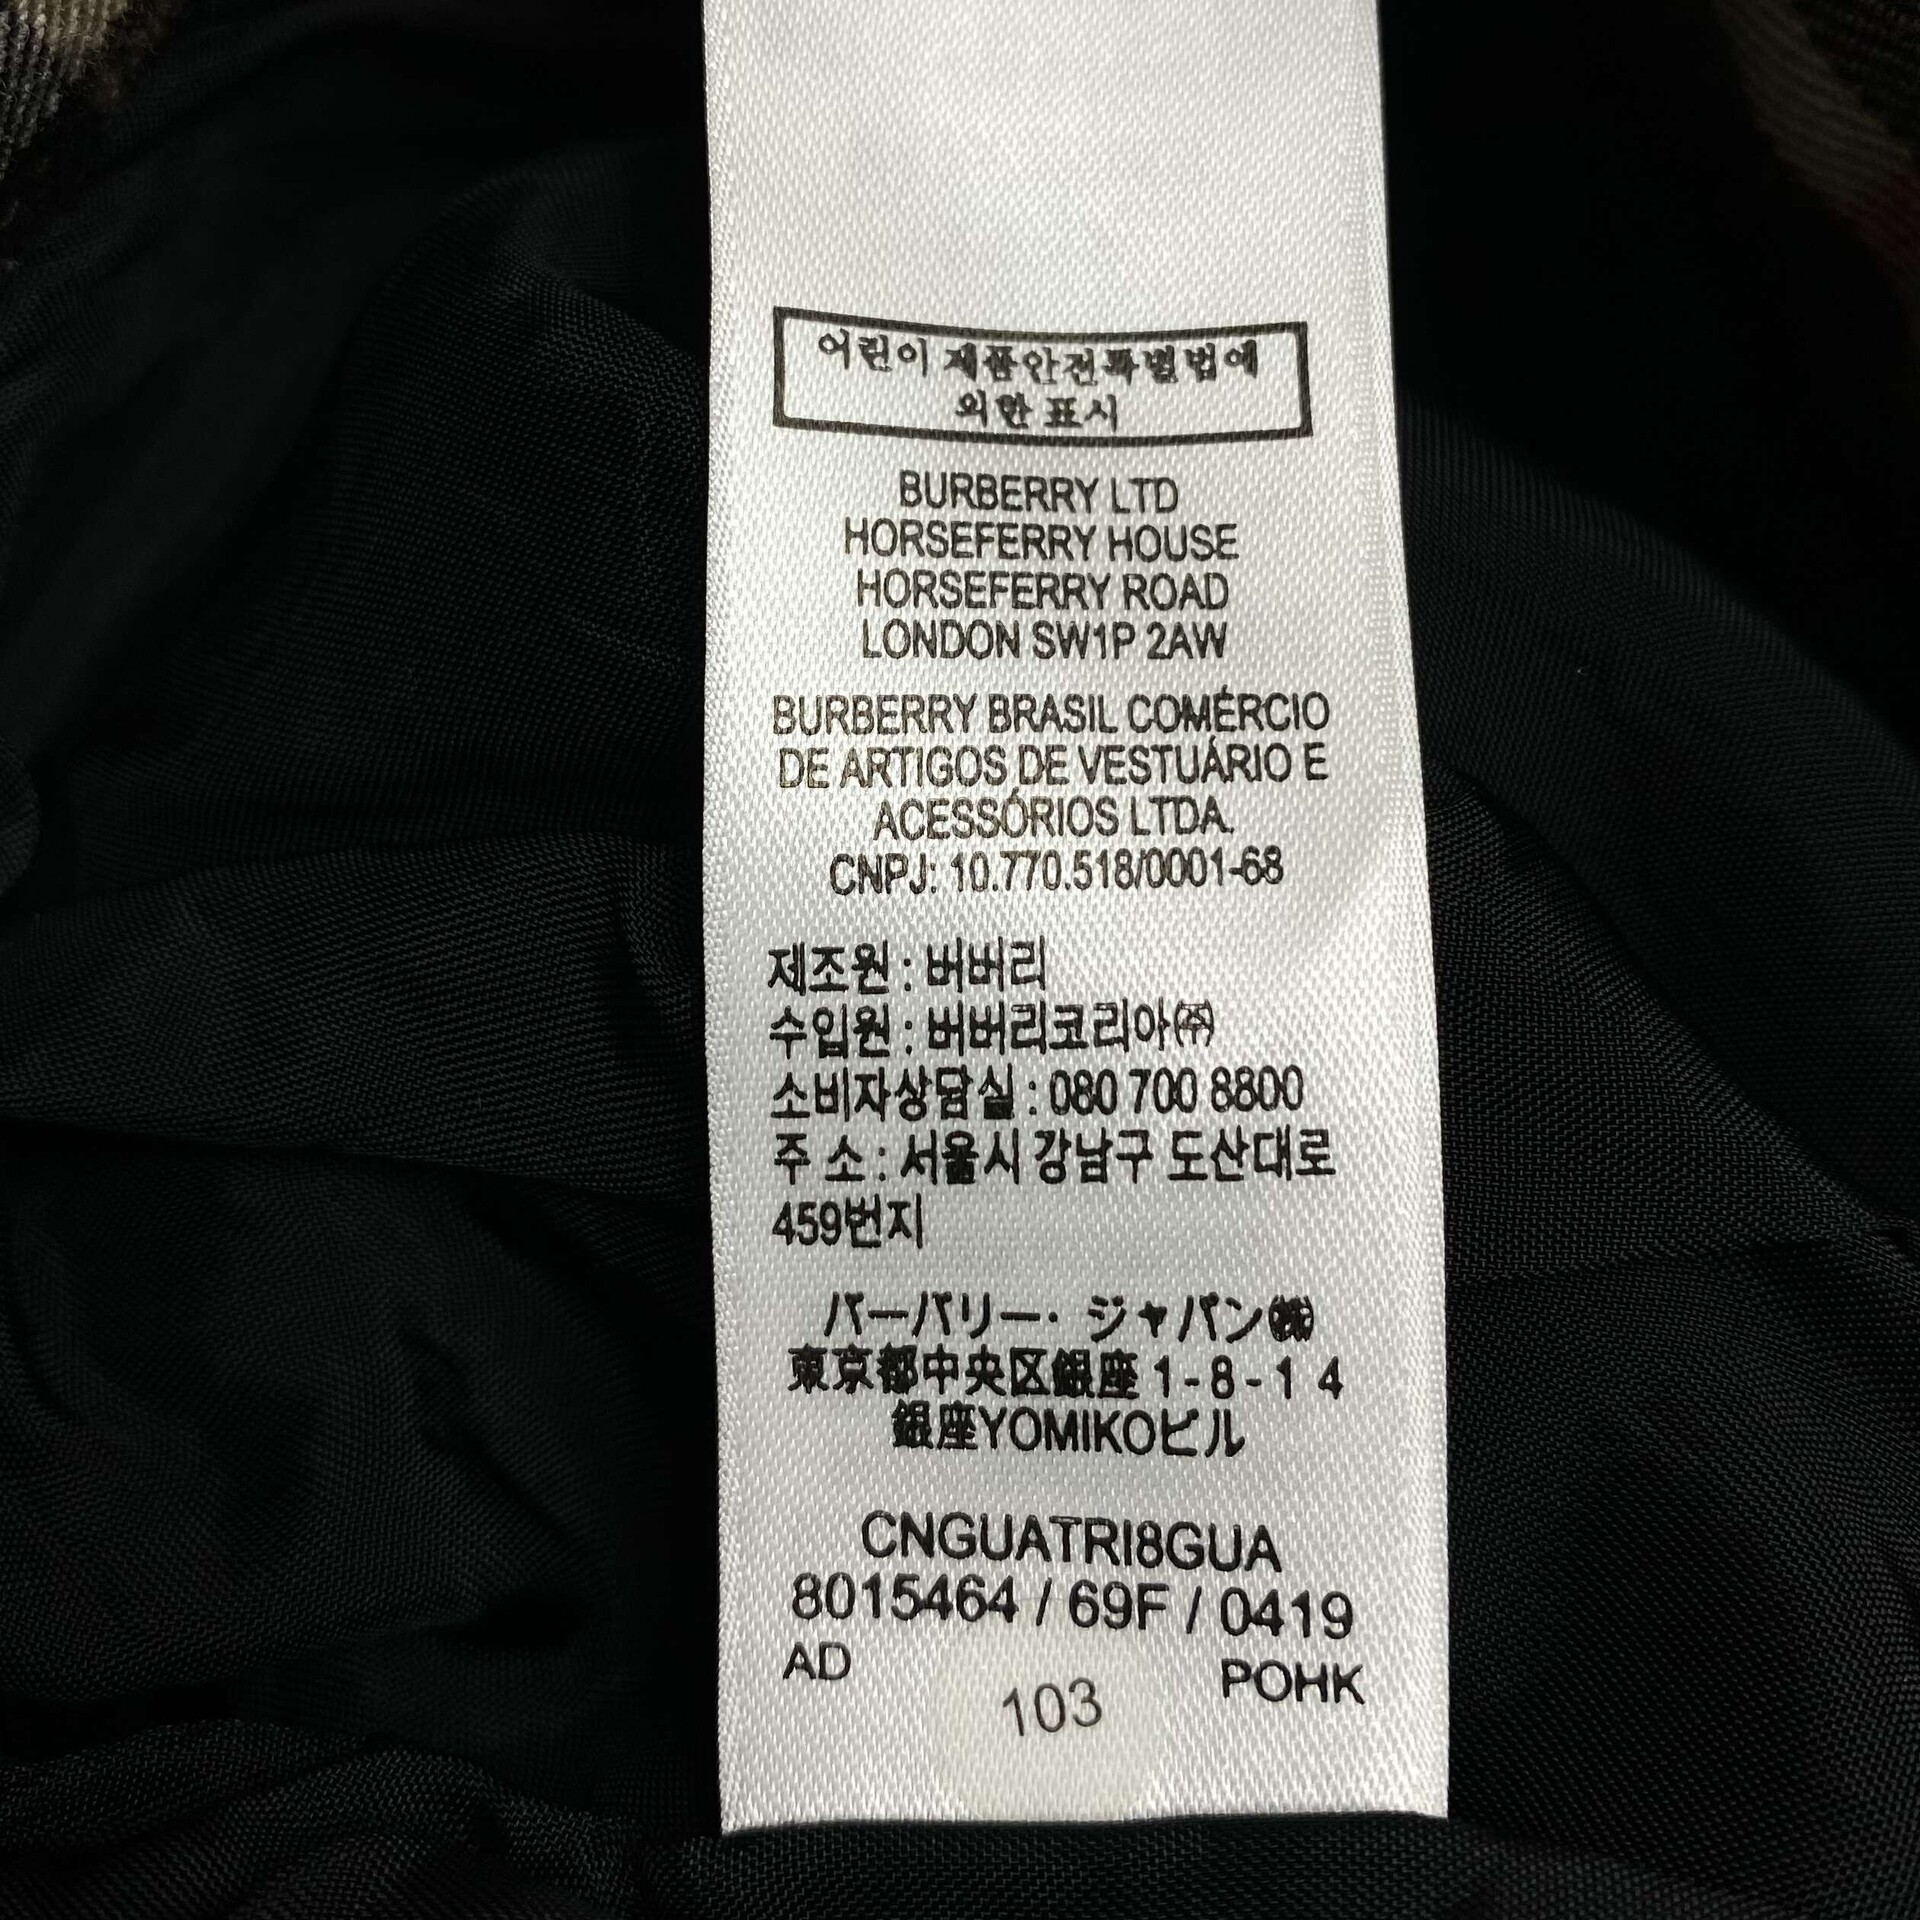 어린이 제품안전특별법에
의한 표시
BURBERRY LTD
HORSEFERRY HOUSE
HORSEFERRY ROAD
LONDON SW1P 2AW
BURBERRY BRASIL COMÉRCIO
DE ARTIGOS DE VESTUÁRIO E
ACESSÓRIOS LTDA.
CNPJ: 10.770.518/0001-68
제조원 : 버버리
수입원 : 버버리코리아㈜
소비자상담실 : 080 700 8800
주 소 : 서울시 강남구 도산대로
459번지
バーバリー・ジャパン㈱
東京都中央区銀座 1 - 8 - 1 4
銀座YOMIKOビル
CNGUATRI8GUA
8015464 / 69F / 0419
AD POHK
103